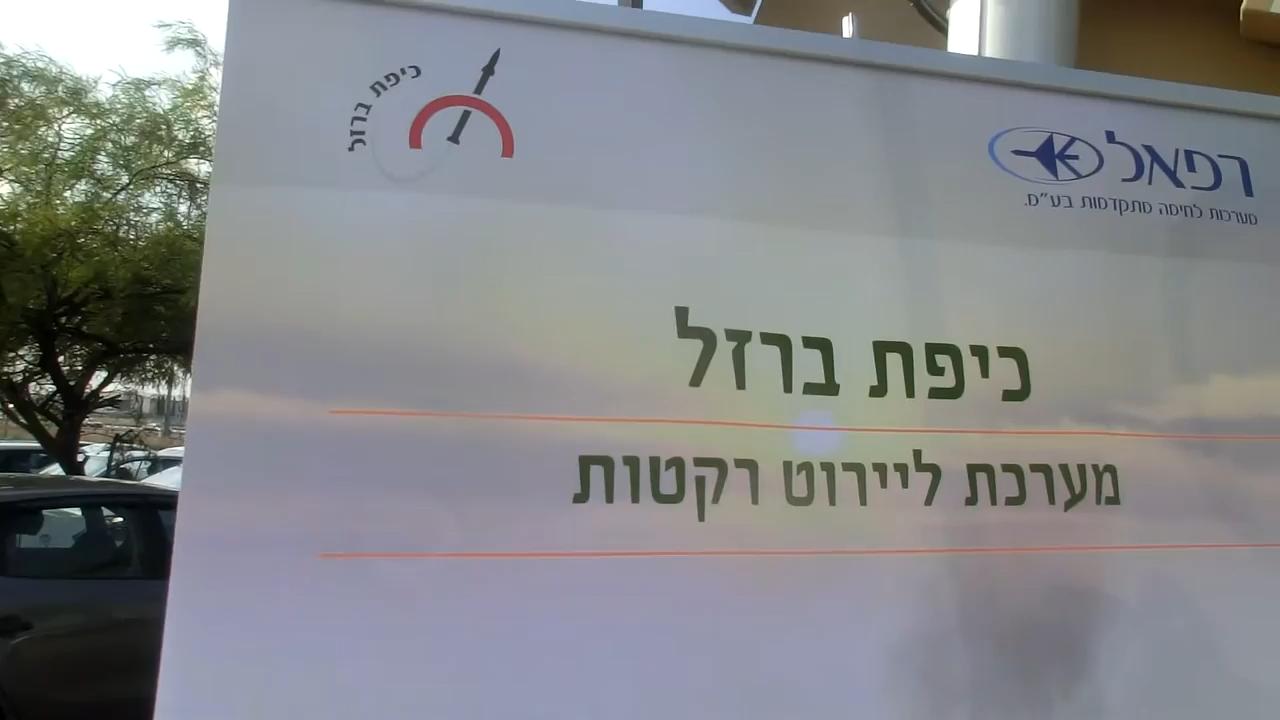 כיפת ברזל
רפאל
מערכות לחימה מתקדמות בע"מ.
כיפת ברזל
מערכת ליירוט רקטות